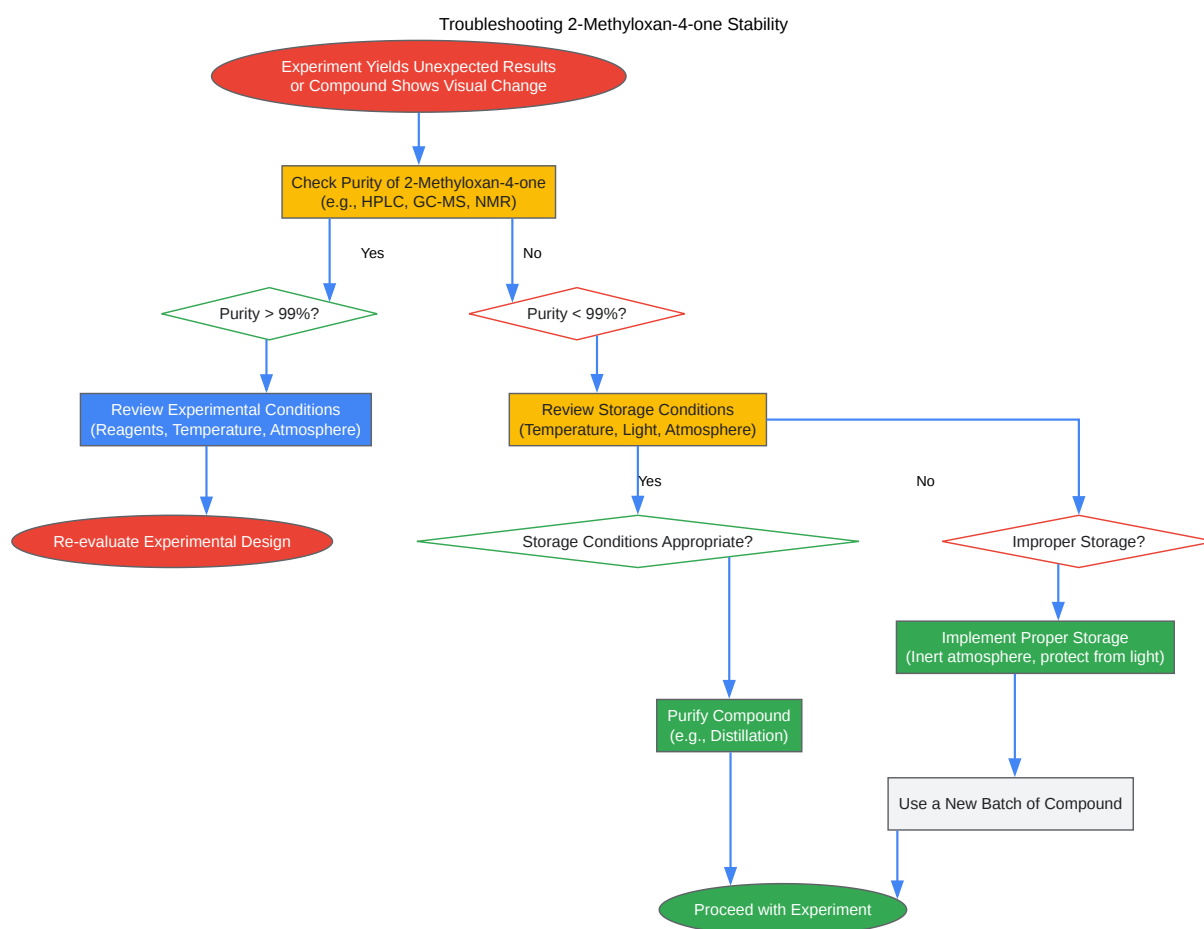 Troubleshooting 2-Methyloxan-4-one Stability
Experiment Yields Unexpected Results
or Compound Shows Visual Change
Check Purity of 2-Methyloxan-4-one
(e.g., HPLC, GC-MS, NMR)
Yes
No
Purity > 99%?
Purity < 99%?
Review Experimental Conditions
(Reagents, Temperature, Atmosphere)
Review Storage Conditions
(Temperature, Light, Atmosphere)
Yes
No
Re-evaluate Experimental Design
Storage Conditions Appropriate?
Improper Storage?
Implement Proper Storage
(Inert atmosphere, protect from light)
Purify Compound
(e.g., Distillation)
Use a New Batch of Compound
Proceed with Experiment